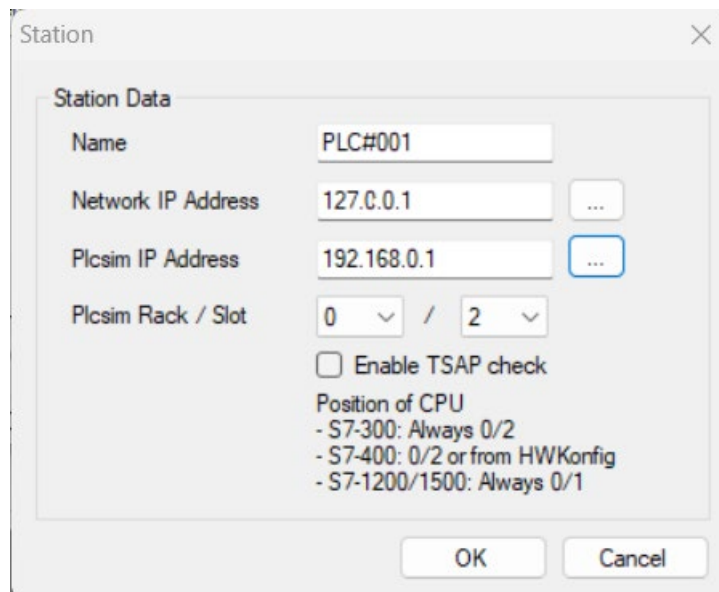 Station
Station Data
Name PLC#001
Network IP Address 127.0.0.1 ...
Plcsim IP Address 192.168.0.1 ...
Plcsim Rack / Slot 0 / 2
Enable TSAP check
Position of CPU
- S7-300: Always 0/2
- S7-400: 0/2 or from HWKonfig
- S7-1200/1500: Always 0/1
OK Cancel